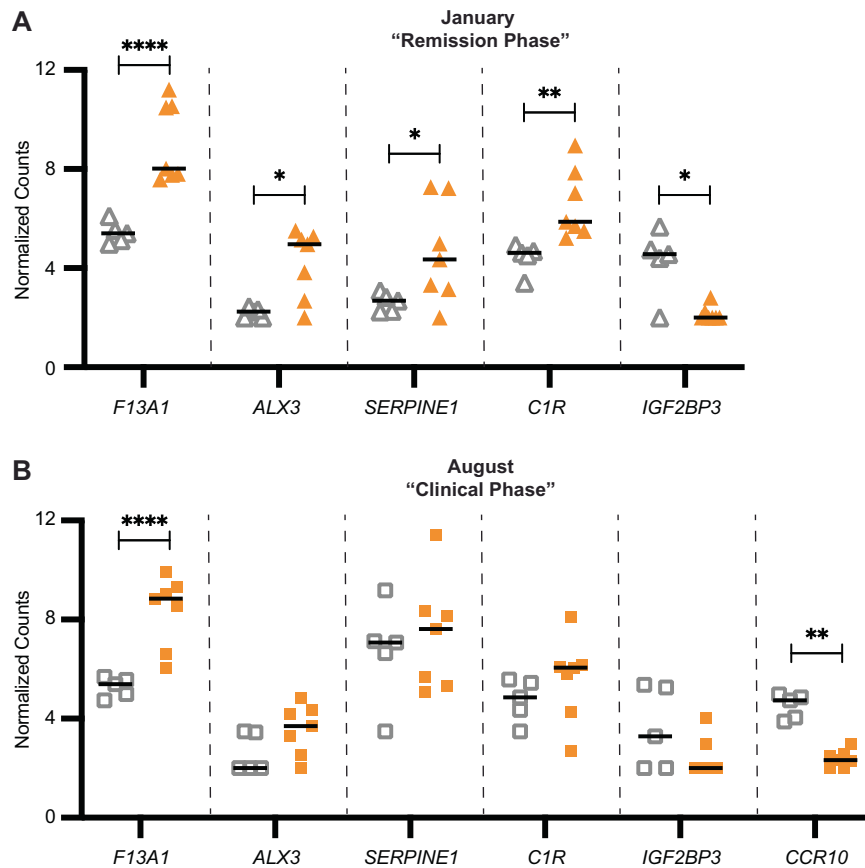 A
January
“Remission Phase”
Normalized Counts
12
8
4
0
****
*
*
**
*
F13A1
ALX3
SERPINE1
C1R
IGF2BP3
B
August
“Clinical Phase”
Normalized Counts
12
8
4
0
****
**
F13A1
ALX3
SERPINE1
C1R
IGF2BP3
CCR10